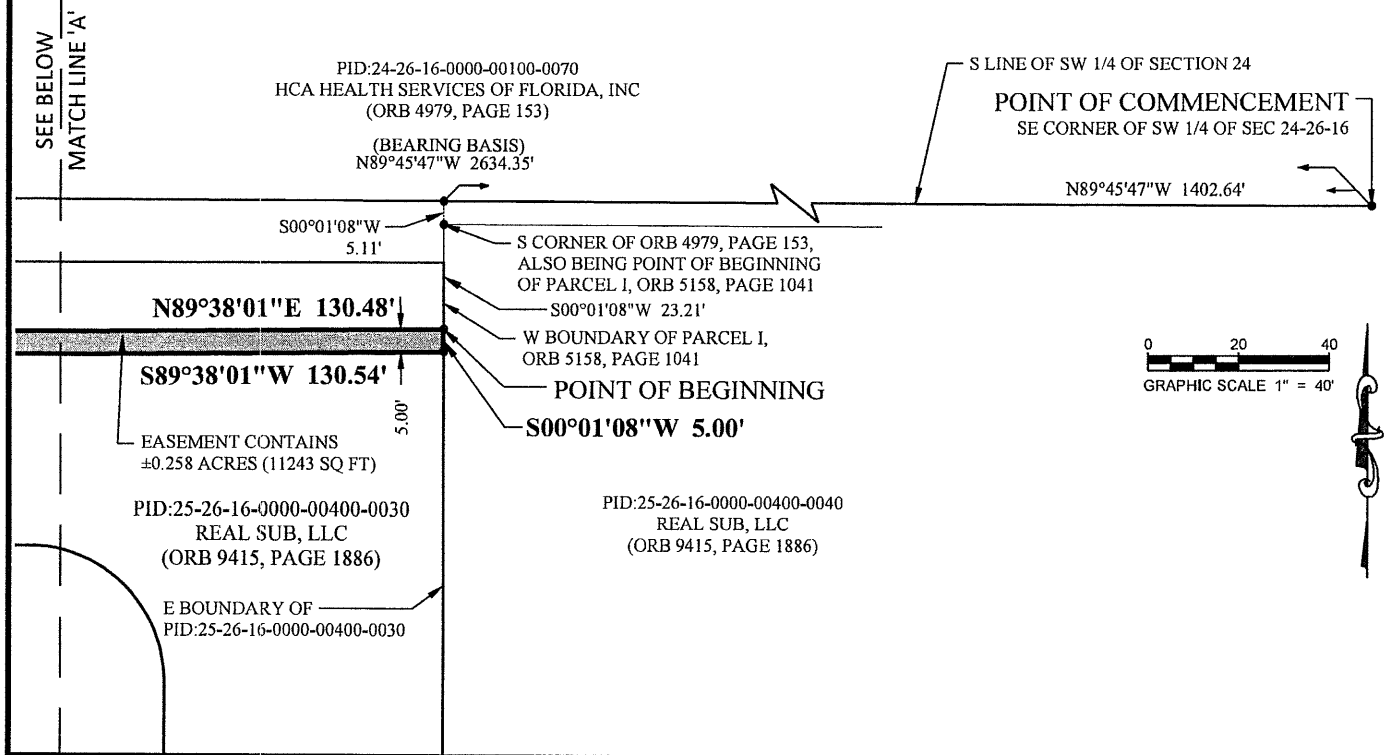 SEE BELOW
MATCH LINE 'A'
PID:24-26-16-0000-00100-0070
HCA HEALTH SERVICES OF FLORIDA, INC
(ORB 4979, PAGE 153)
(BEARING BASIS)
N89°45'47"W 2634.35'
S LINE OF SW 1/4 OF SECTION 24
POINT OF COMMENCEMENT
SE CORNER OF SW 1/4 OF SEC 24-26-16
N89°45'47"W 1402.64'
S00°01'08"W
5.11'
S CORNER OF ORB 4979, PAGE 153,
ALSO BEING POINT OF BEGINNING
OF PARCEL I, ORB 5158, PAGE 1041
S00°01'08"W 23.21'
W BOUNDARY OF PARCEL I,
ORB 5158, PAGE 1041
N89°38'01"E 130.48'
S89°38'01"W 130.54'
5.00'
POINT OF BEGINNING
S00°01'08"W 5.00'
EASEMENT CONTAINS
±0.258 ACRES (11243 SQ FT)
PID:25-26-16-0000-00400-0030
REAL SUB, LLC
(ORB 9415, PAGE 1886)
E BOUNDARY OF
PID:25-26-16-0000-00400-0030
PID:25-26-16-0000-00400-0040
REAL SUB, LLC
(ORB 9415, PAGE 1886)
0 20 40
GRAPHIC SCALE 1" = 40'